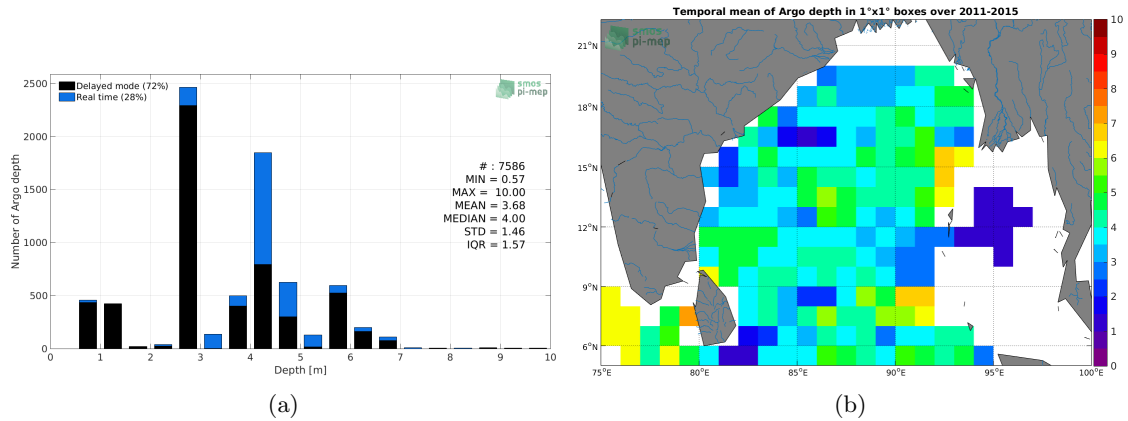 Temporal mean of Argo depth in 1°x1° boxes over 2011-2015
smos
pi-mep
Delayed mode (72%)
Real time (28%)
# : 7586
MIN = 0.57
MAX = 10.00
MEAN = 3.68
MEDIAN = 4.00
STD = 1.46
IQR = 1.57
Number of Argo depth
2500
2000
1500
1000
500
0
0 1 2 3 4 5 6 7 8 9 10
Depth [m]
(a)
smos
pi-mep
21°N
18°N
15°N
12°N
9°N
6°N
75°E 80°E 85°E 90°E 95°E 100°E
10
9
8
7
6
5
4
3
2
1
0
(b)